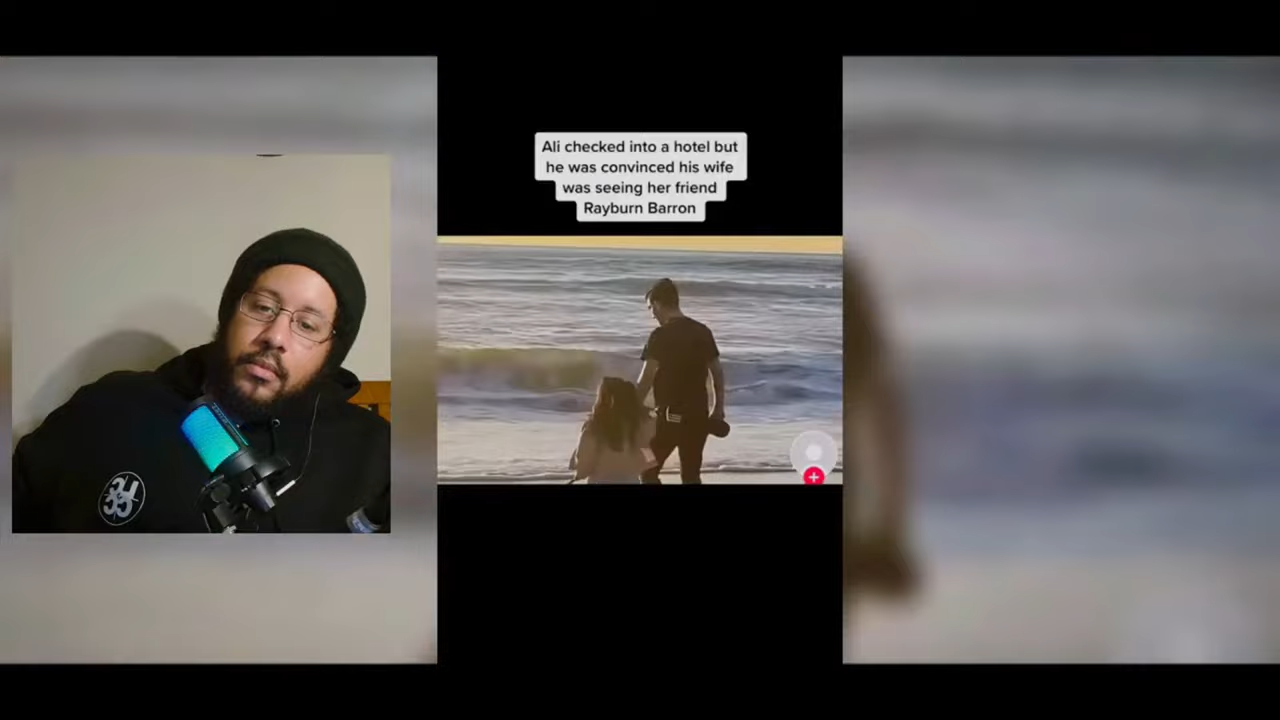 Ali checked into a hotel but
he was convinced his wife
was seeing her friend
Rayburn Barron